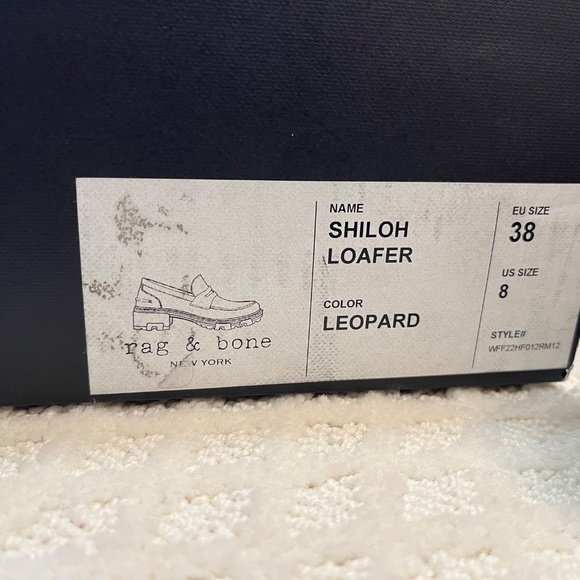 rag & bone
NEW YORK
NAME
SHILOH
LOAFER
COLOR
LEOPARD
EU SIZE
38
US SIZE
8
STYLE#
WFF22HF012RM12